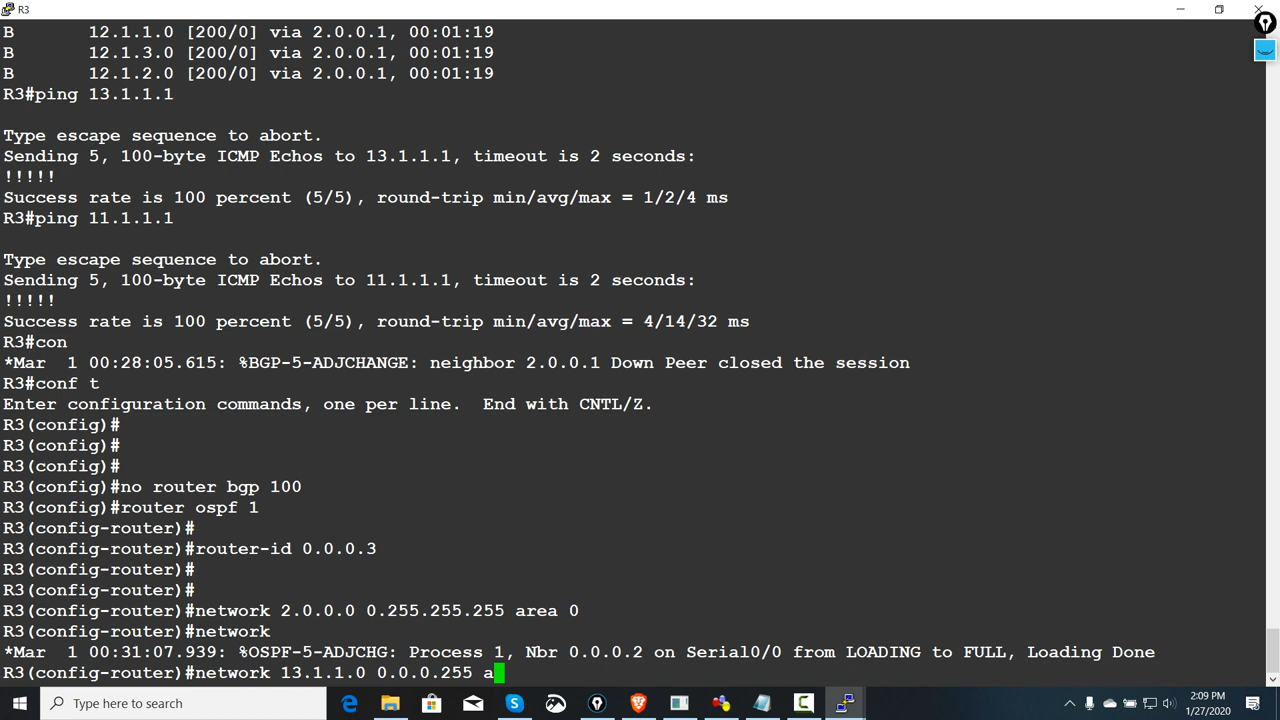 R3
B       12.1.1.0 [200/0] via 2.0.0.1, 00:01:19
B       12.1.3.0 [200/0] via 2.0.0.1, 00:01:19
B       12.1.2.0 [200/0] via 2.0.0.1, 00:01:19
R3#ping 13.1.1.1
Type escape sequence to abort.
Sending 5, 100-byte ICMP Echos to 13.1.1.1, timeout is 2 seconds:
!!!!!
Success rate is 100 percent (5/5), round-trip min/avg/max = 1/2/4 ms
R3#ping 11.1.1.1
Type escape sequence to abort.
Sending 5, 100-byte ICMP Echos to 11.1.1.1, timeout is 2 seconds:
!!!!!
Success rate is 100 percent (5/5), round-trip min/avg/max = 4/14/32 ms
R3#con
*Mar  1 00:28:05.615: %BGP-5-ADJCHANGE: neighbor 2.0.0.1 Down Peer closed the session
R3#conf t
Enter configuration commands, one per line.  End with CNTL/Z.
R3(config)#
R3(config)#
R3(config)#
R3(config)#no router bgp 100
R3(config)#router ospf 1
R3(config-router)#
R3(config-router)#router-id 0.0.0.3
R3(config-router)#
R3(config-router)#
R3(config-router)#network 2.0.0.0 0.255.255.255 area 0
R3(config-router)#network
*Mar  1 00:31:07.939: %OSPF-5-ADJCHG: Process 1, Nbr 0.0.0.2 on Serial0/0 from LOADING to FULL, Loading Done
R3(config-router)#network 13.1.1.0 0.0.0.255 a
Type here to search
2:09 PM
1/27/2020